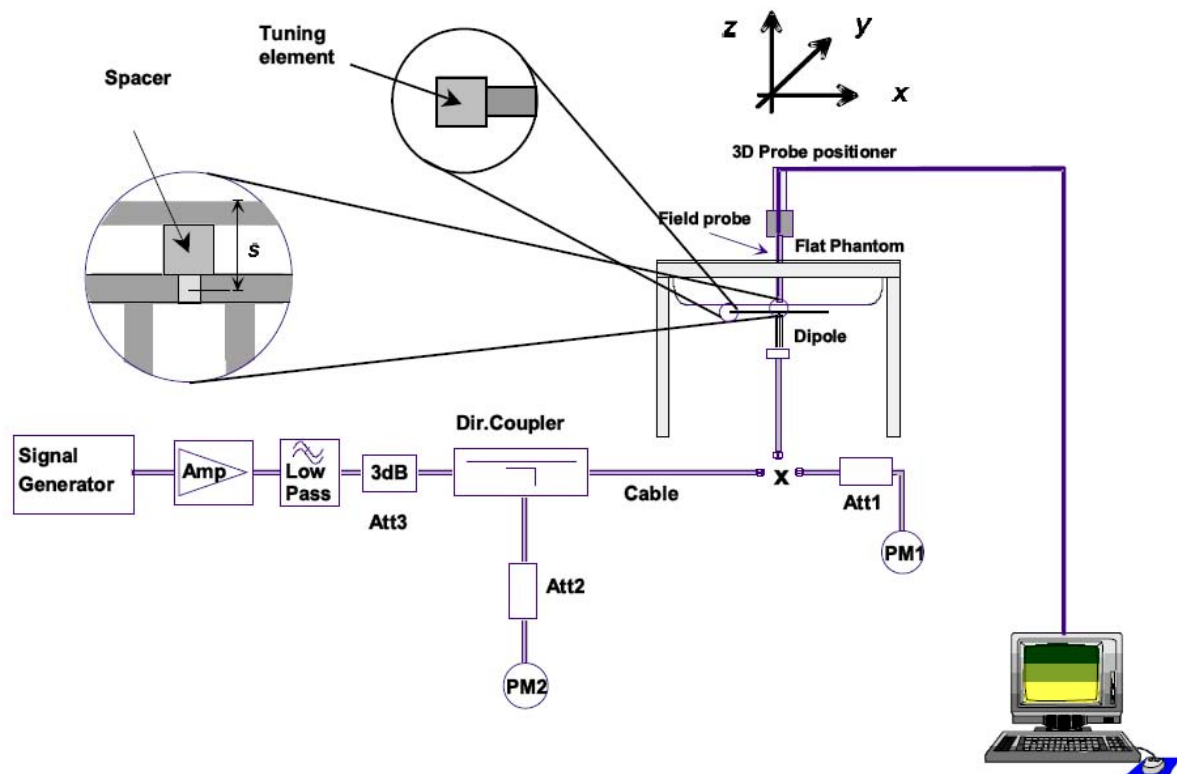 Tuning
element
Spacer
s
z
y
x
3D Probe positioner
Field probe
Flat Phantom
Dipole
Dir.Coupler
Signal
Generator
Amp
Low
Pass
3dB
Att3
Cable
x
Att1
PM1
Att2
PM2